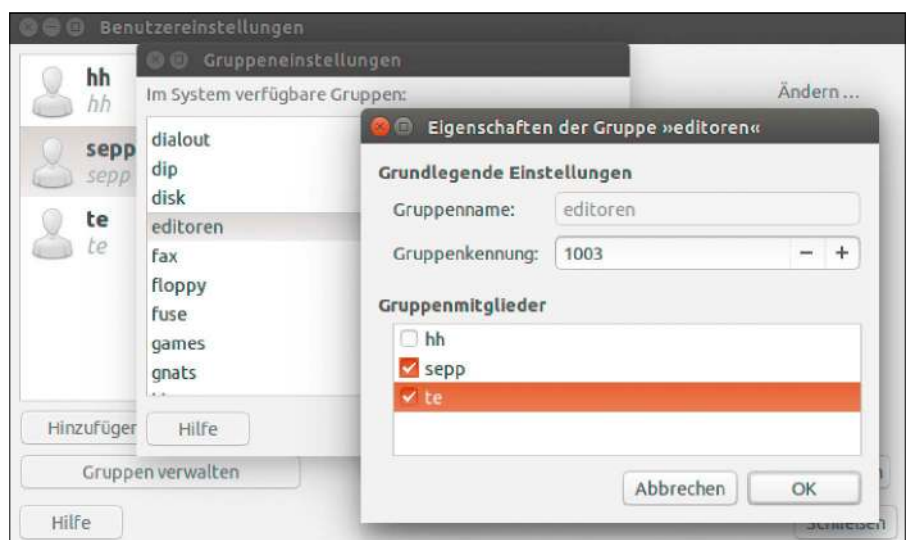 Benutzereinstellungen
hh
hh
sepp
sepp
te
te
Ändern ...
Hinzufüger
Gruppen verwalten
Hilfe
Schließen
Gruppeneinstellungen
Im System verfügbare Gruppen:
dialout
dip
disk
editoren
fax
floppy
fuse
games
gnats
Hilfe
Eigenschaften der Gruppe »editoren«
Grundlegende Einstellungen
Gruppenname: editoren
Gruppenkennung: 1003 − +
Gruppenmitglieder
hh
sepp
te
Abbrechen OK